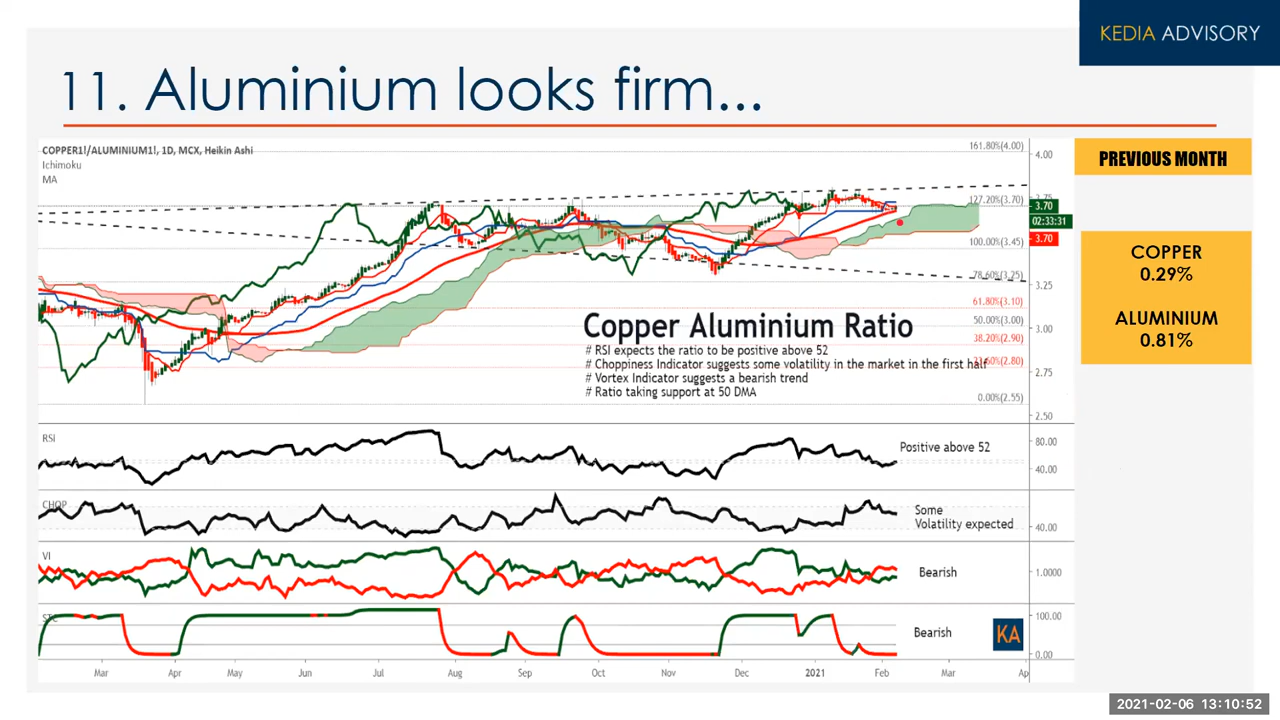 KEDIA ADVISORY
11. Aluminium looks firm...
COPPER1!/ALUMINIUM1!, 1D, MCX, Heikin Ashi
Ichimoku
MA
161.80%(4.00)
4.00
127.20%(3.70)
3.70
02:33:31
3.70
100.00%(3.45)
78.60%(3.25)
3.25
61.80%(3.10)
50.00%(3.00)
3.00
38.20%(2.90)
(2.80)
2.75
0.00%(2.55)
2.50
Copper Aluminium Ratio
# RSI expects the ratio to be positive above 52
# Choppiness Indicator suggests some volatility in the market in the first half
# Vortex Indicator suggests a bearish trend
# Ratio taking support at 50 DMA
PREVIOUS MONTH
COPPER
0.29%
ALUMINIUM
0.81%
RSI
Positive above 52
80.00
40.00
CHOP
Some
Volatility expected
40.00
VI
Bearish
1.0000
STC
Bearish
KA
100.00
0.00
Mar Apr May Jun Jul Aug Sep Oct Nov Dec 2021 Feb Mar Ap
2021-02-06 13:10:52